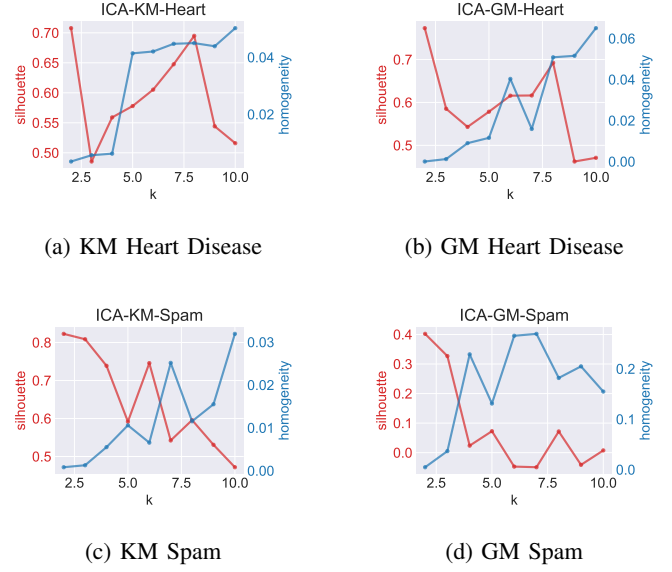 ICA-KM-Heart
0.70
0.65
0.60
0.55
0.50
silhouette
0.04
0.02
homogeneity
2.5 5.0 7.5 10.0
k
(a) KM Heart Disease
ICA-GM-Heart
0.7
0.6
0.5
silhouette
0.06
0.04
0.02
0.00
homogeneity
2.5 5.0 7.5 10.0
k
(b) GM Heart Disease
ICA-KM-Spam
0.8
0.7
0.6
0.5
silhouette
0.03
0.02
0.01
0.00
homogeneity
2.5 5.0 7.5 10.0
k
(c) KM Spam
ICA-GM-Spam
0.4
0.3
0.2
0.1
0.0
silhouette
0.2
0.1
0.0
homogeneity
2.5 5.0 7.5 10.0
k
(d) GM Spam